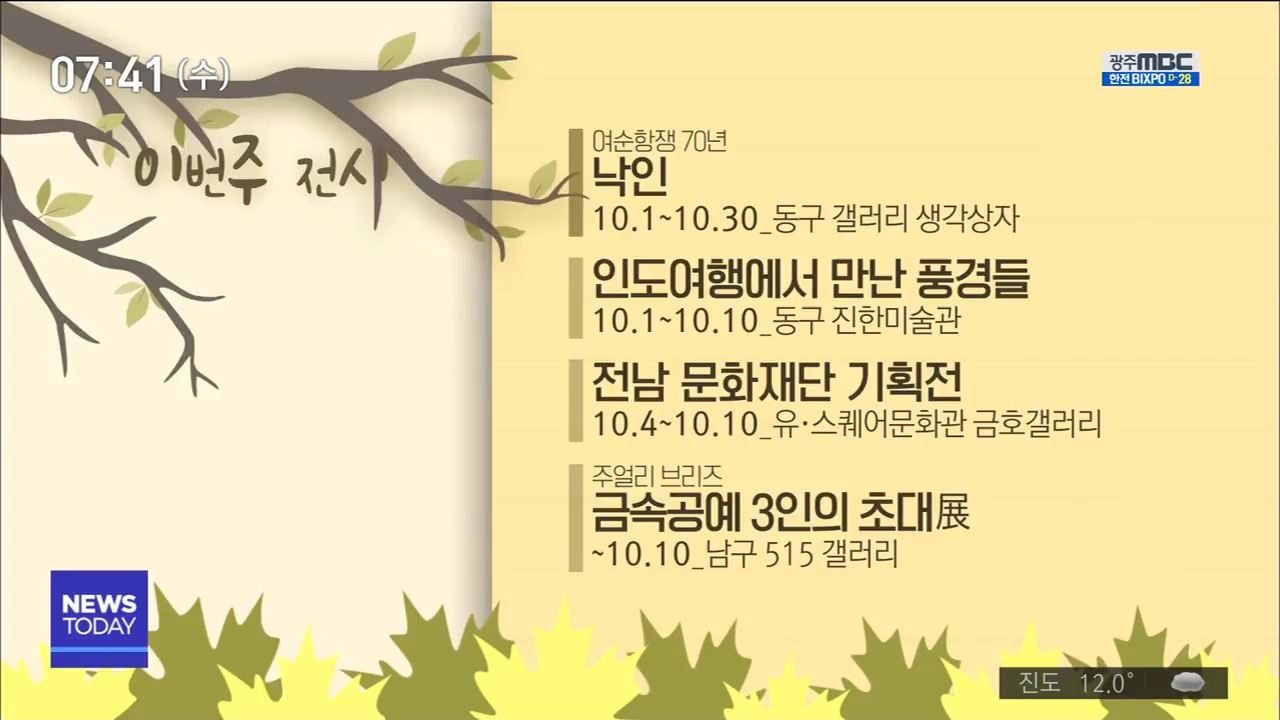 07:41 (수)
광주MBC
한전 BIXPO D-28
이번주 전시
여순항쟁 70년
낙인
10.1~10.30_동구 갤러리 생각상자
인도여행에서 만난 풍경들
10.1~10.10_동구 진한미술관
전남 문화재단 기획전
10.4~10.10_유·스퀘어문화관 금호갤러리
주얼리 브리즈
금속공예 3인의 초대展
~10.10_남구 515 갤러리
NEWS
TODAY
진도 12.0°